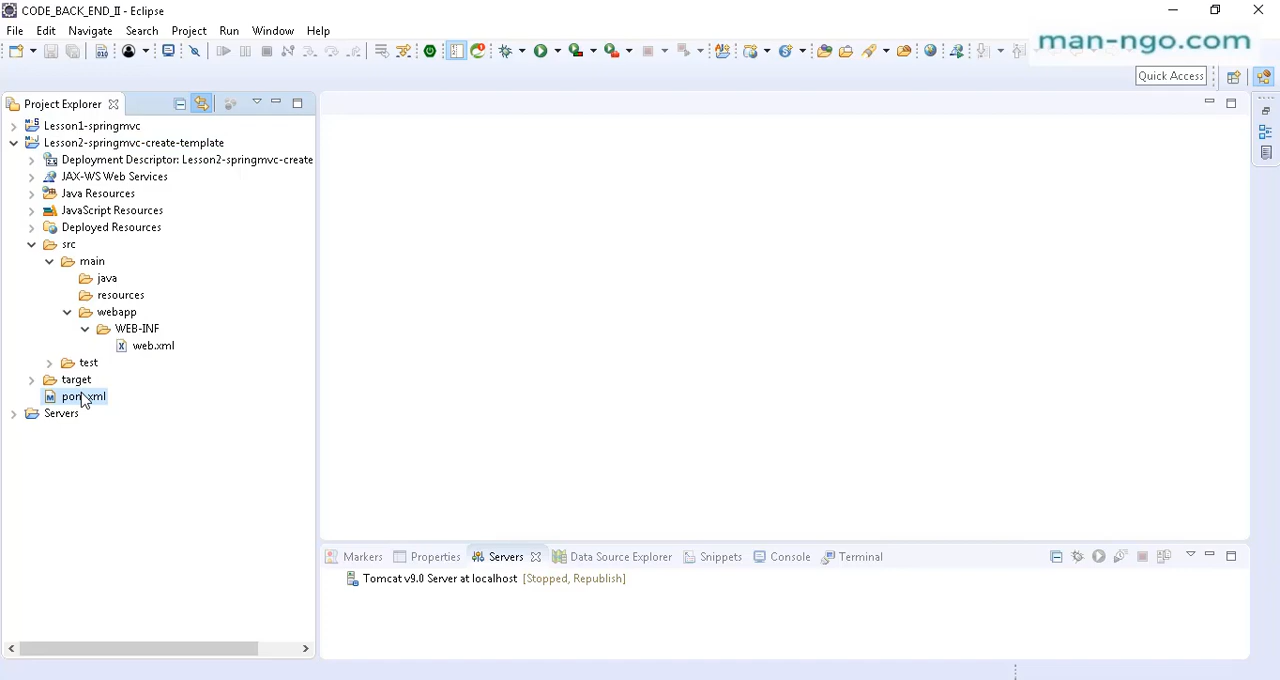 CODE_BACK_END_II - Eclipse
File Edit Navigate Search Project Run Window Help
man-ngo.com
Quick Access
Project Explorer
Lesson1-springmvc
Lesson2-springmvc-create-template
Deployment Descriptor: Lesson2-springmvc-create
JAX-WS Web Services
Java Resources
JavaScript Resources
Deployed Resources
src
main
java
resources
webapp
WEB-INF
web.xml
test
target
pom.xml
Servers
Markers Properties Servers Data Source Explorer Snippets Console Terminal
Tomcat v9.0 Server at localhost [Stopped, Republish]